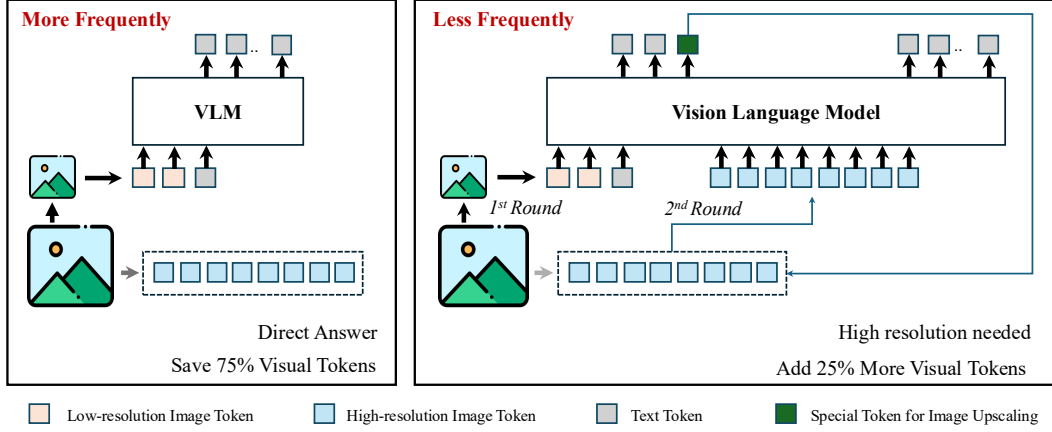 More Frequently
..
VLM
Direct Answer
Save 75% Visual Tokens
Less Frequently
..
Vision Language Model
1st Round
2nd Round
High resolution needed
Add 25% More Visual Tokens
Low-resolution Image Token
High-resolution Image Token
Text Token
Special Token for Image Upscaling